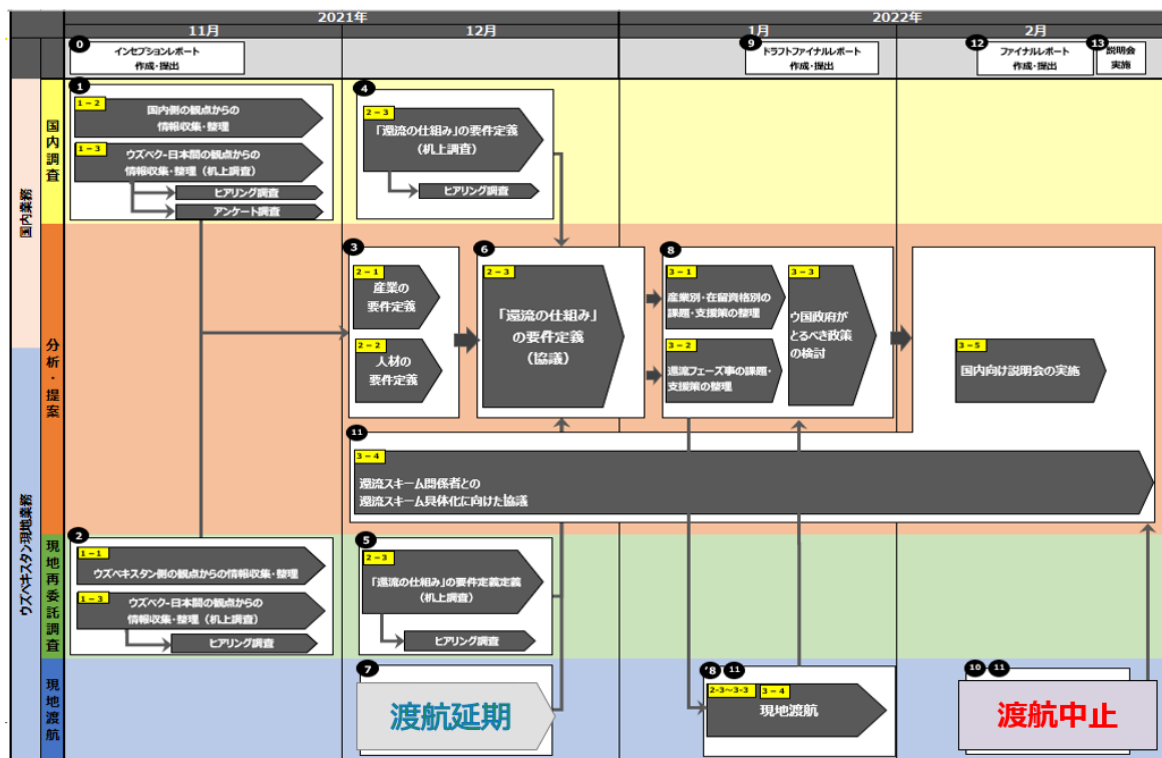 2021年
2022年
11月
12月
1月
2月
0
インセプションレポート
作成・提出
9
ドラフトファイナルレポート
作成・提出
12
ファイナルレポート
作成・提出
13
説明会
実施
国内業務
ウズベキスタン現地業務
国内調査
1
1-2
国内側の観点からの
情報収集・整理
1-3
ウズベク-日本間の観点からの
情報収集・整理(机上調査)
ヒアリング調査
アンケート調査
4
2-3
「還流の仕組み」の要件定義
(机上調査)
ヒアリング調査
分析・提案
3
2-1
産業の
要件定義
2-2
人材の
要件定義
6
2-3
「還流の仕組み」
の要件定義
(協議)
8
3-1
産業別・在留資格別の
課題・支援策の整理
3-2
還流フェーズ事の課題・
支援策の整理
3-3
ウ国政府が
とるべき政策
の検討
3-5
国内向け説明会の実施
11
3-4
還流スキーム関係者との
還流スキーム具体化に向けた協議
現地再委託調査
2
1-1
ウズベキスタン側の観点からの情報収集・整理
1-3
ウズベク-日本間の観点からの
情報収集・整理(机上調査)
ヒアリング調査
5
2-3
「還流の仕組み」の要件定義定義
(机上調査)
ヒアリング調査
現地渡航
7
渡航延期
'8
11
2-3~3-3
3-4
現地渡航
10
11
渡航中止